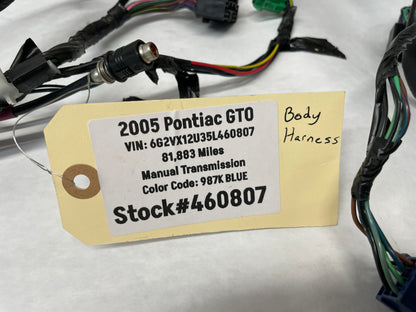 2005 Pontiac GTO
VIN: 6G2VX12U35L460807
81,883 Miles
Manual Transmission
Color Code: 987K BLUE
Stock#460807
Body
Harness